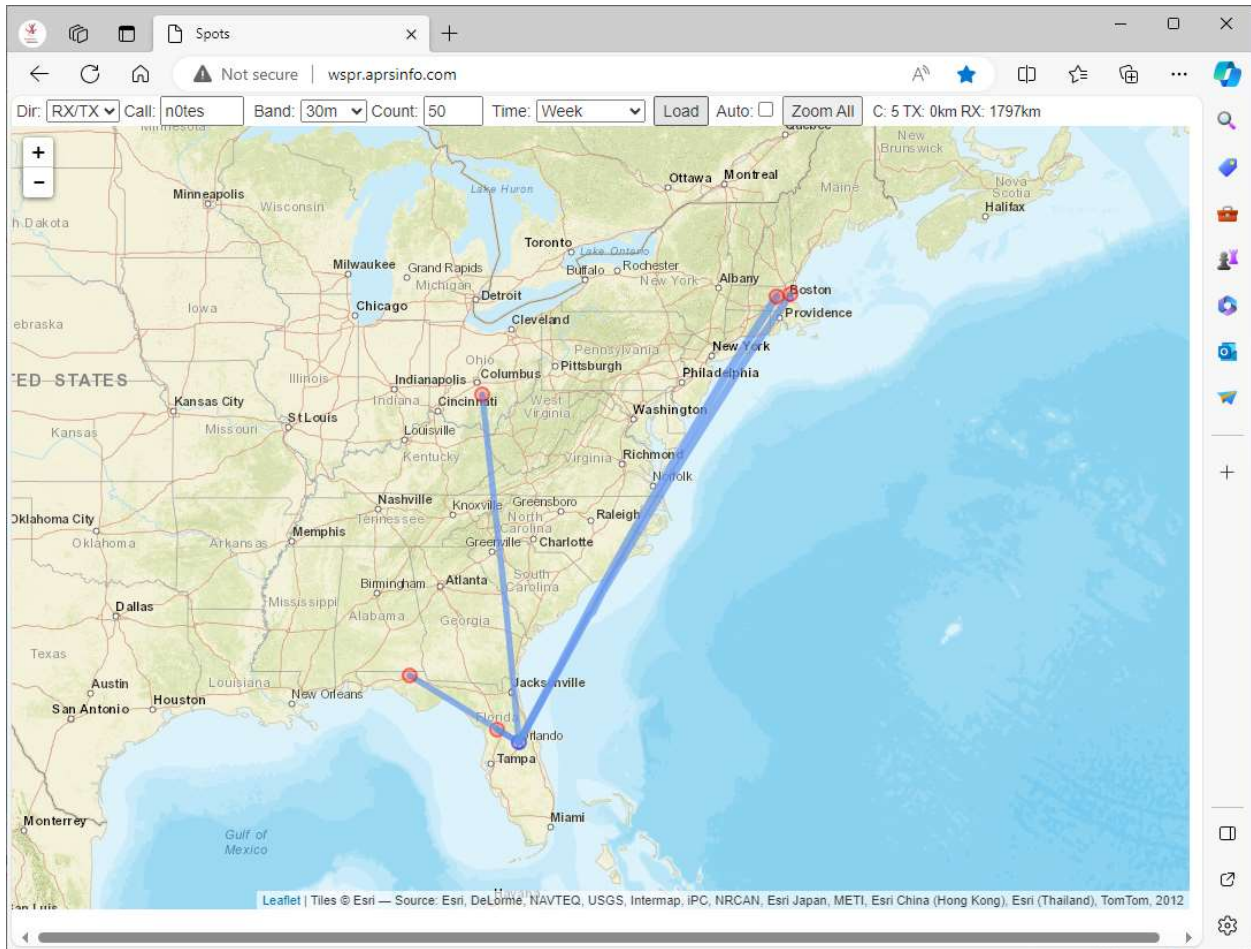 Spots
Not secure | wspr.aprsinfo.com
Dir: RX/TX Call: n0tes Band: 30m Count: 50 Time: Week Load Auto: Zoom All C: 5 TX: 0km RX: 1797km
Minnesota
Quebec
New
Brunswick
+
-
Ottawa
Montreal
Maine
Nova
Scotia
Halifax
Minneapolis
Lake Huron
Wisconsin
h Dakota
Toronto
Lake Ontario
Milwaukee
Grand Rapids
Buffalo
Rochester
Michigan
New York
Albany
Boston
Detroit
Iowa
Chicago
Providence
ebraska
Cleveland
New York
Pennsylvania
Ohio
Pittsburgh
Philadelphia
TED STATES
Illinois
Indianapolis
Columbus
Indiana
Cincinnati
West
Virginia
Kansas City
Washington
St Louis
Kansas
Missouri
Louisville
Kentucky
Virginia
Richmond
Norfolk
Nashville
Knoxville
Greensboro
Oklahoma City
Tennessee
North
Carolina
Raleigh
Oklahoma
Arkansas
Memphis
Greenville
Charlotte
Birmingham
Atlanta
South
Carolina
Dallas
Mississippi
Alabama
Georgia
Texas
Austin
Louisiana
Jacksonville
San Antonio
Houston
New Orleans
Florida
Orlando
Tampa
Monterrey
Miami
Gulf of
Mexico
Havana
San Luis
Leaflet | Tiles © Esri — Source: Esri, DeLorme, NAVTEQ, USGS, Intermap, iPC, NRCAN, Esri Japan, METI, Esri China (Hong Kong), Esri (Thailand), TomTom, 2012